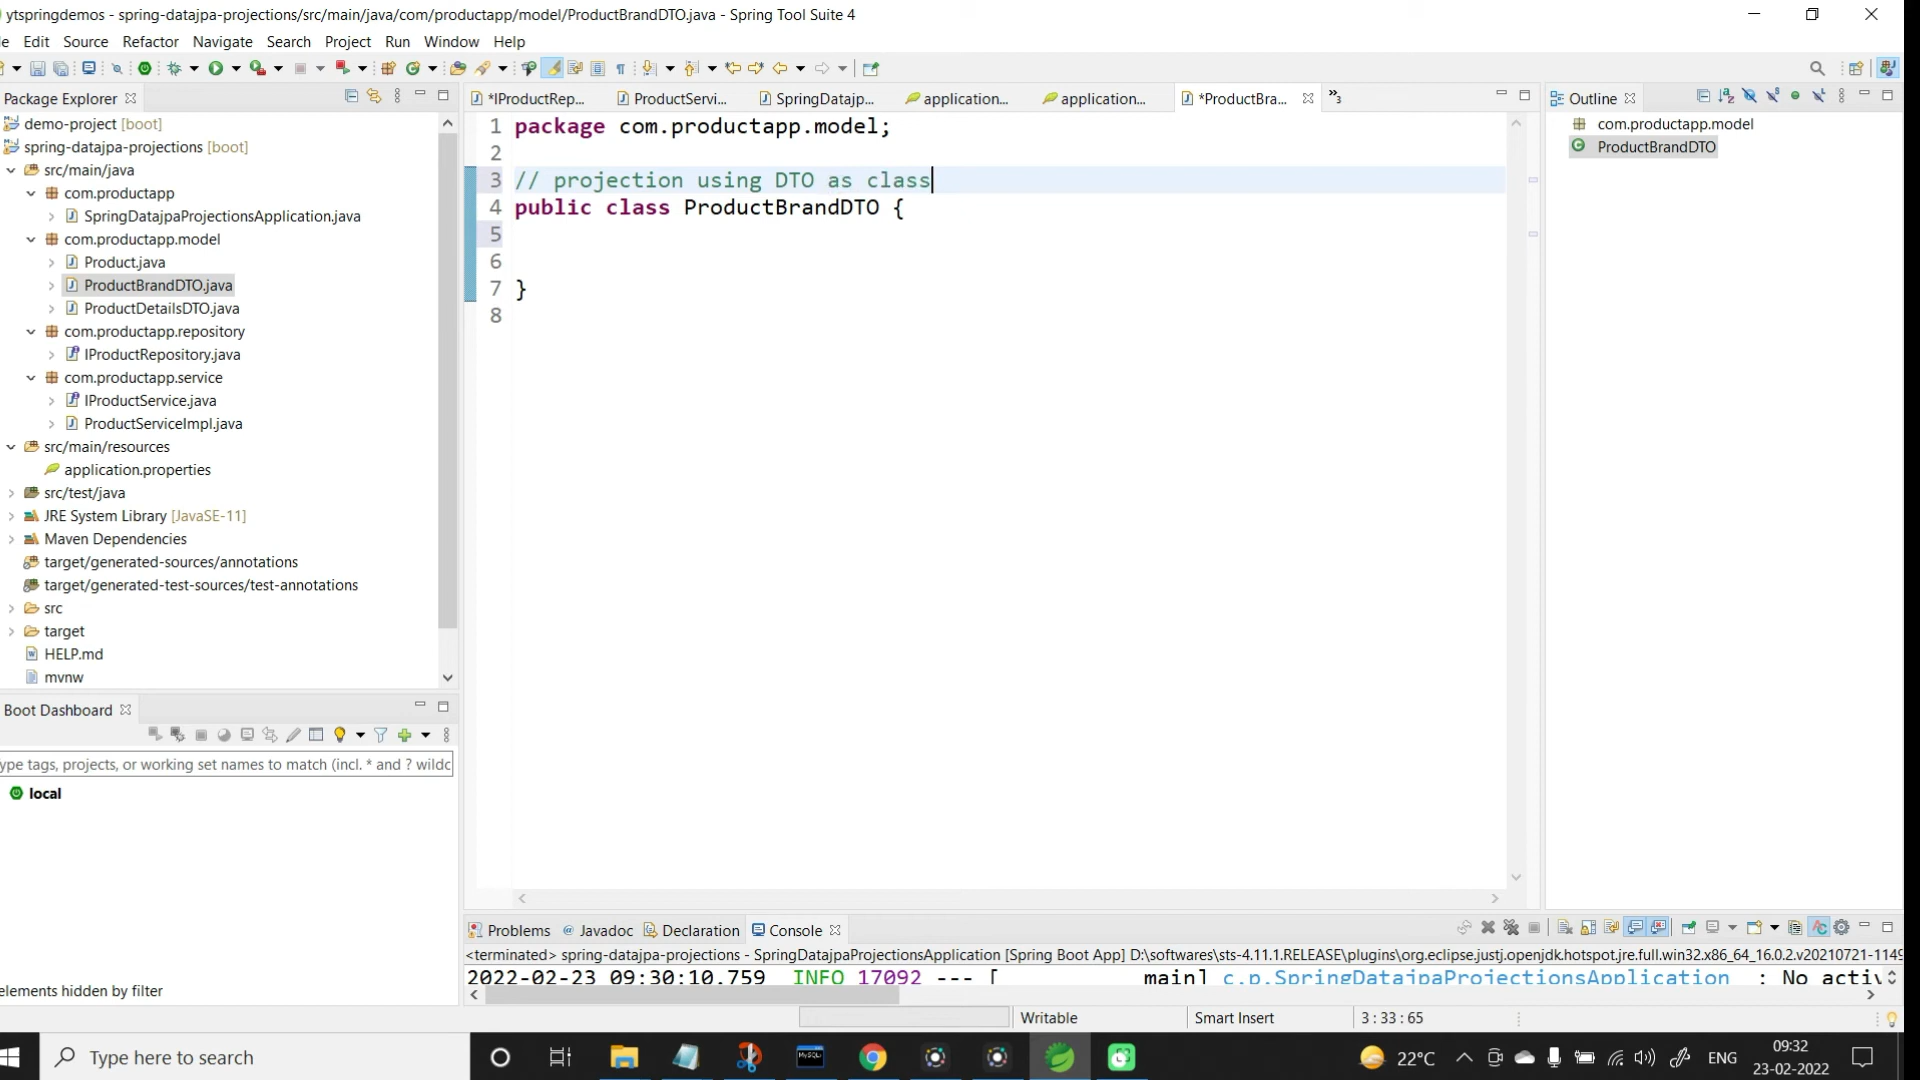 ytspringdemos - spring-datajpa-projections/src/main/java/com/productapp/model/ProductBrandDTO.java - Spring Tool Suite 4
Edit Source Refactor Navigate Search Project Run Window Help
Package Explorer
*IProductRep... ProductServi... SpringDatajp... application... application... *ProductBra... »3
Outline
demo-project [boot]
spring-datajpa-projections [boot]
src/main/java
com.productapp
SpringDatajpaProjectionsApplication.java
com.productapp.model
Product.java
ProductBrandDTO.java
ProductDetailsDTO.java
com.productapp.repository
IProductRepository.java
com.productapp.service
IProductService.java
ProductServiceImpl.java
src/main/resources
application.properties
src/test/java
JRE System Library [JavaSE-11]
Maven Dependencies
target/generated-sources/annotations
target/generated-test-sources/test-annotations
src
target
HELP.md
mvnw
1 package com.productapp.model;
2
3 // projection using DTO as class
4 public class ProductBrandDTO {
5
6
7 }
8
com.productapp.model
ProductBrandDTO
Boot Dashboard
ype tags, projects, or working set names to match (incl. * and ? wildc
local
elements hidden by filter
Problems Javadoc Declaration Console
<terminated> spring-datajpa-projections - SpringDatajpaProjectionsApplication [Spring Boot App] D:\softwares\sts-4.11.1.RELEASE\plugins\org.eclipse.justj.openjdk.hotspot.jre.full.win32.x86_64_16.0.2.v20210721-1149
2022-02-23 09:30:10.759 INFO 17092 --- [ main] c.p.SpringDatajpaProjectionsApplication : No activ
Writable Smart Insert 3 : 33 : 65
Type here to search
MySQL
22°C ENG 09:32
23-02-2022